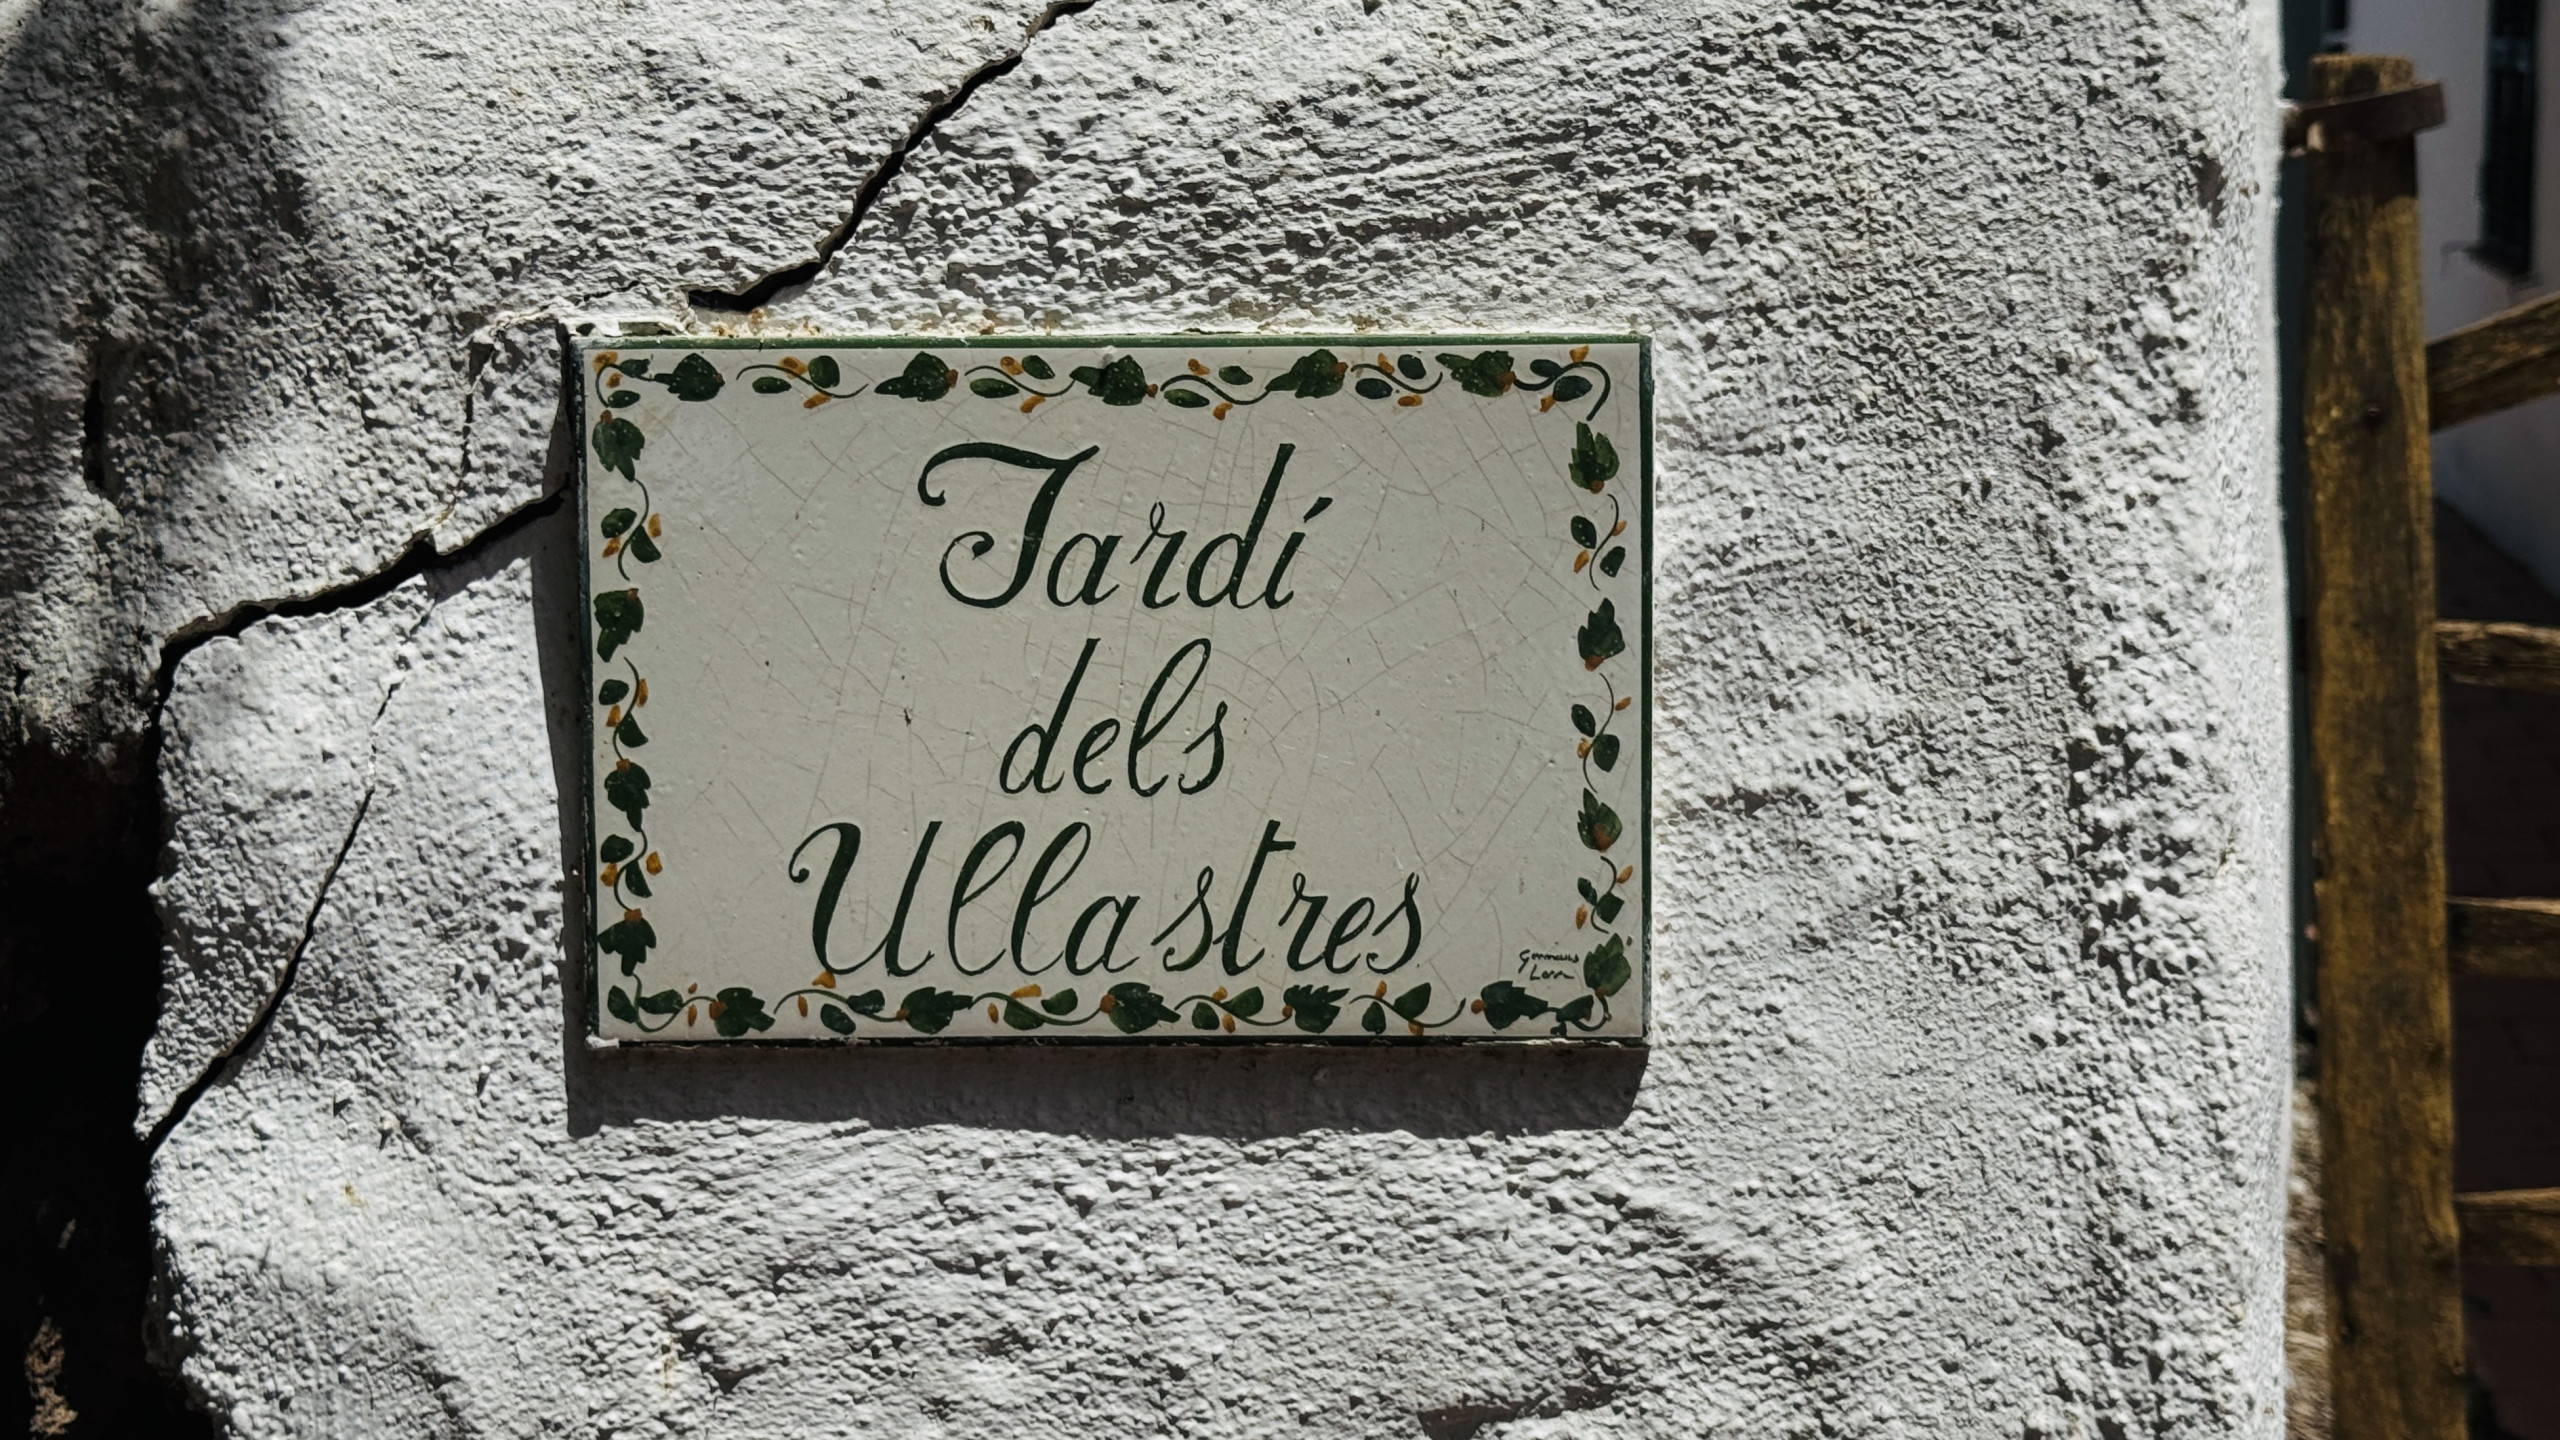 Jardí
dels
Ullastres